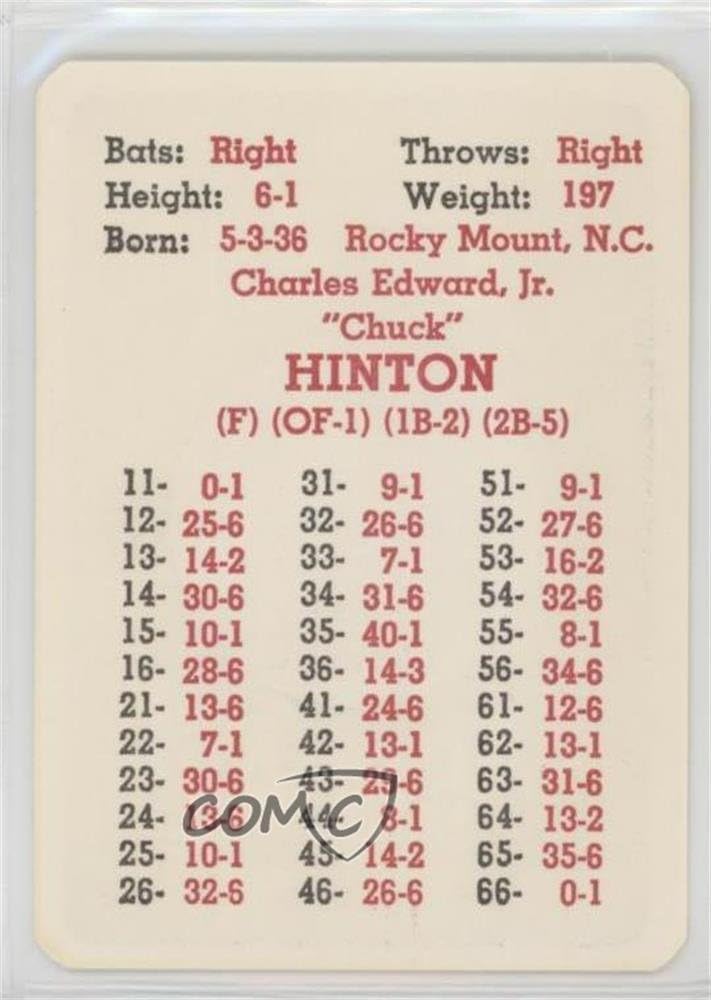 Bats: Right Throws: Right
Height: 6-1 Weight: 197
Born: 5-3-36 Rocky Mount, N.C.
Charles Edward, Jr.
"Chuck"
HINTON
(F) (OF-1) (1B-2) (2B-5)
11- 0-1 31- 9-1 51- 9-1
12- 25-6 32- 26-6 52- 27-6
13- 14-2 33- 7-1 53- 16-2
14- 30-6 34- 31-6 54- 32-6
15- 10-1 35- 40-1 55- 8-1
16- 28-6 36- 14-3 56- 34-6
21- 13-6 41- 24-6 61- 12-6
22- 7-1 42- 13-1 62- 13-1
23- 30-6 43- 63- 31-6
24- 13-6 44- 8-1 64- 13-2
25- 10-1 45- 14-2 65- 35-6
26- 32-6 46- 26-6 66- 0-1
COMC